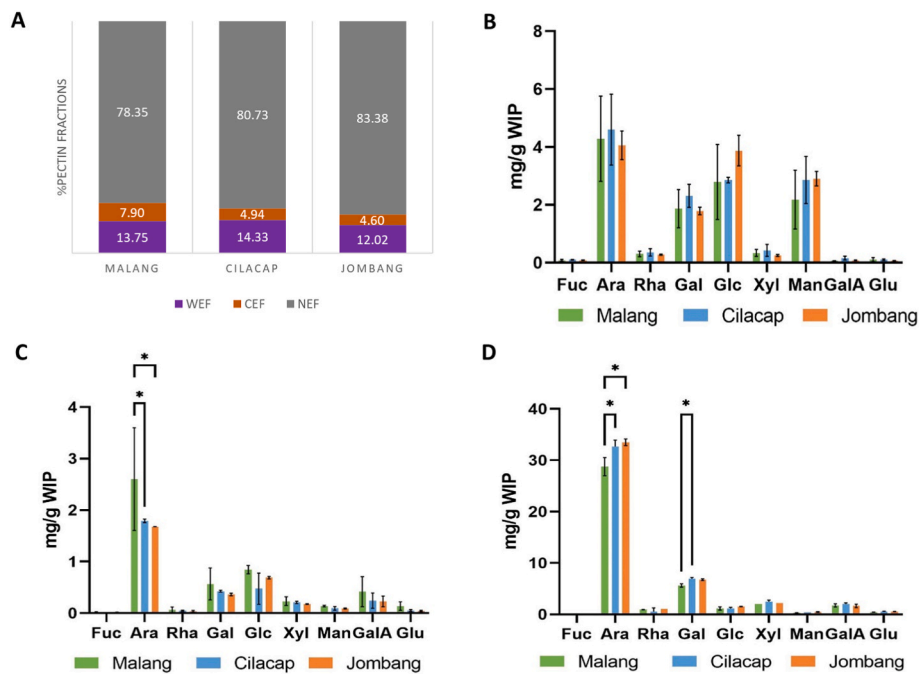 A
%PECTIN FRACTIONS
78.35
80.73
83.38
7.90
4.94
4.60
13.75
14.33
12.02
MALANG CILACAP JOMBANG
WEF CEF NEF
B
mg/g WIP
8
6
4
2
0
Fuc Ara Rha Gal Glc Xyl Man GalA Glu
Malang Cilacap Jombang
C
mg/g WIP
*
*
4
3
2
1
0
Fuc Ara Rha Gal Glc Xyl Man GalA Glu
Malang Cilacap Jombang
D
mg/g WIP
*
* *
40
30
20
10
0
Fuc Ara Rha Gal Glc Xyl Man GalA Glu
Malang Cilacap Jombang